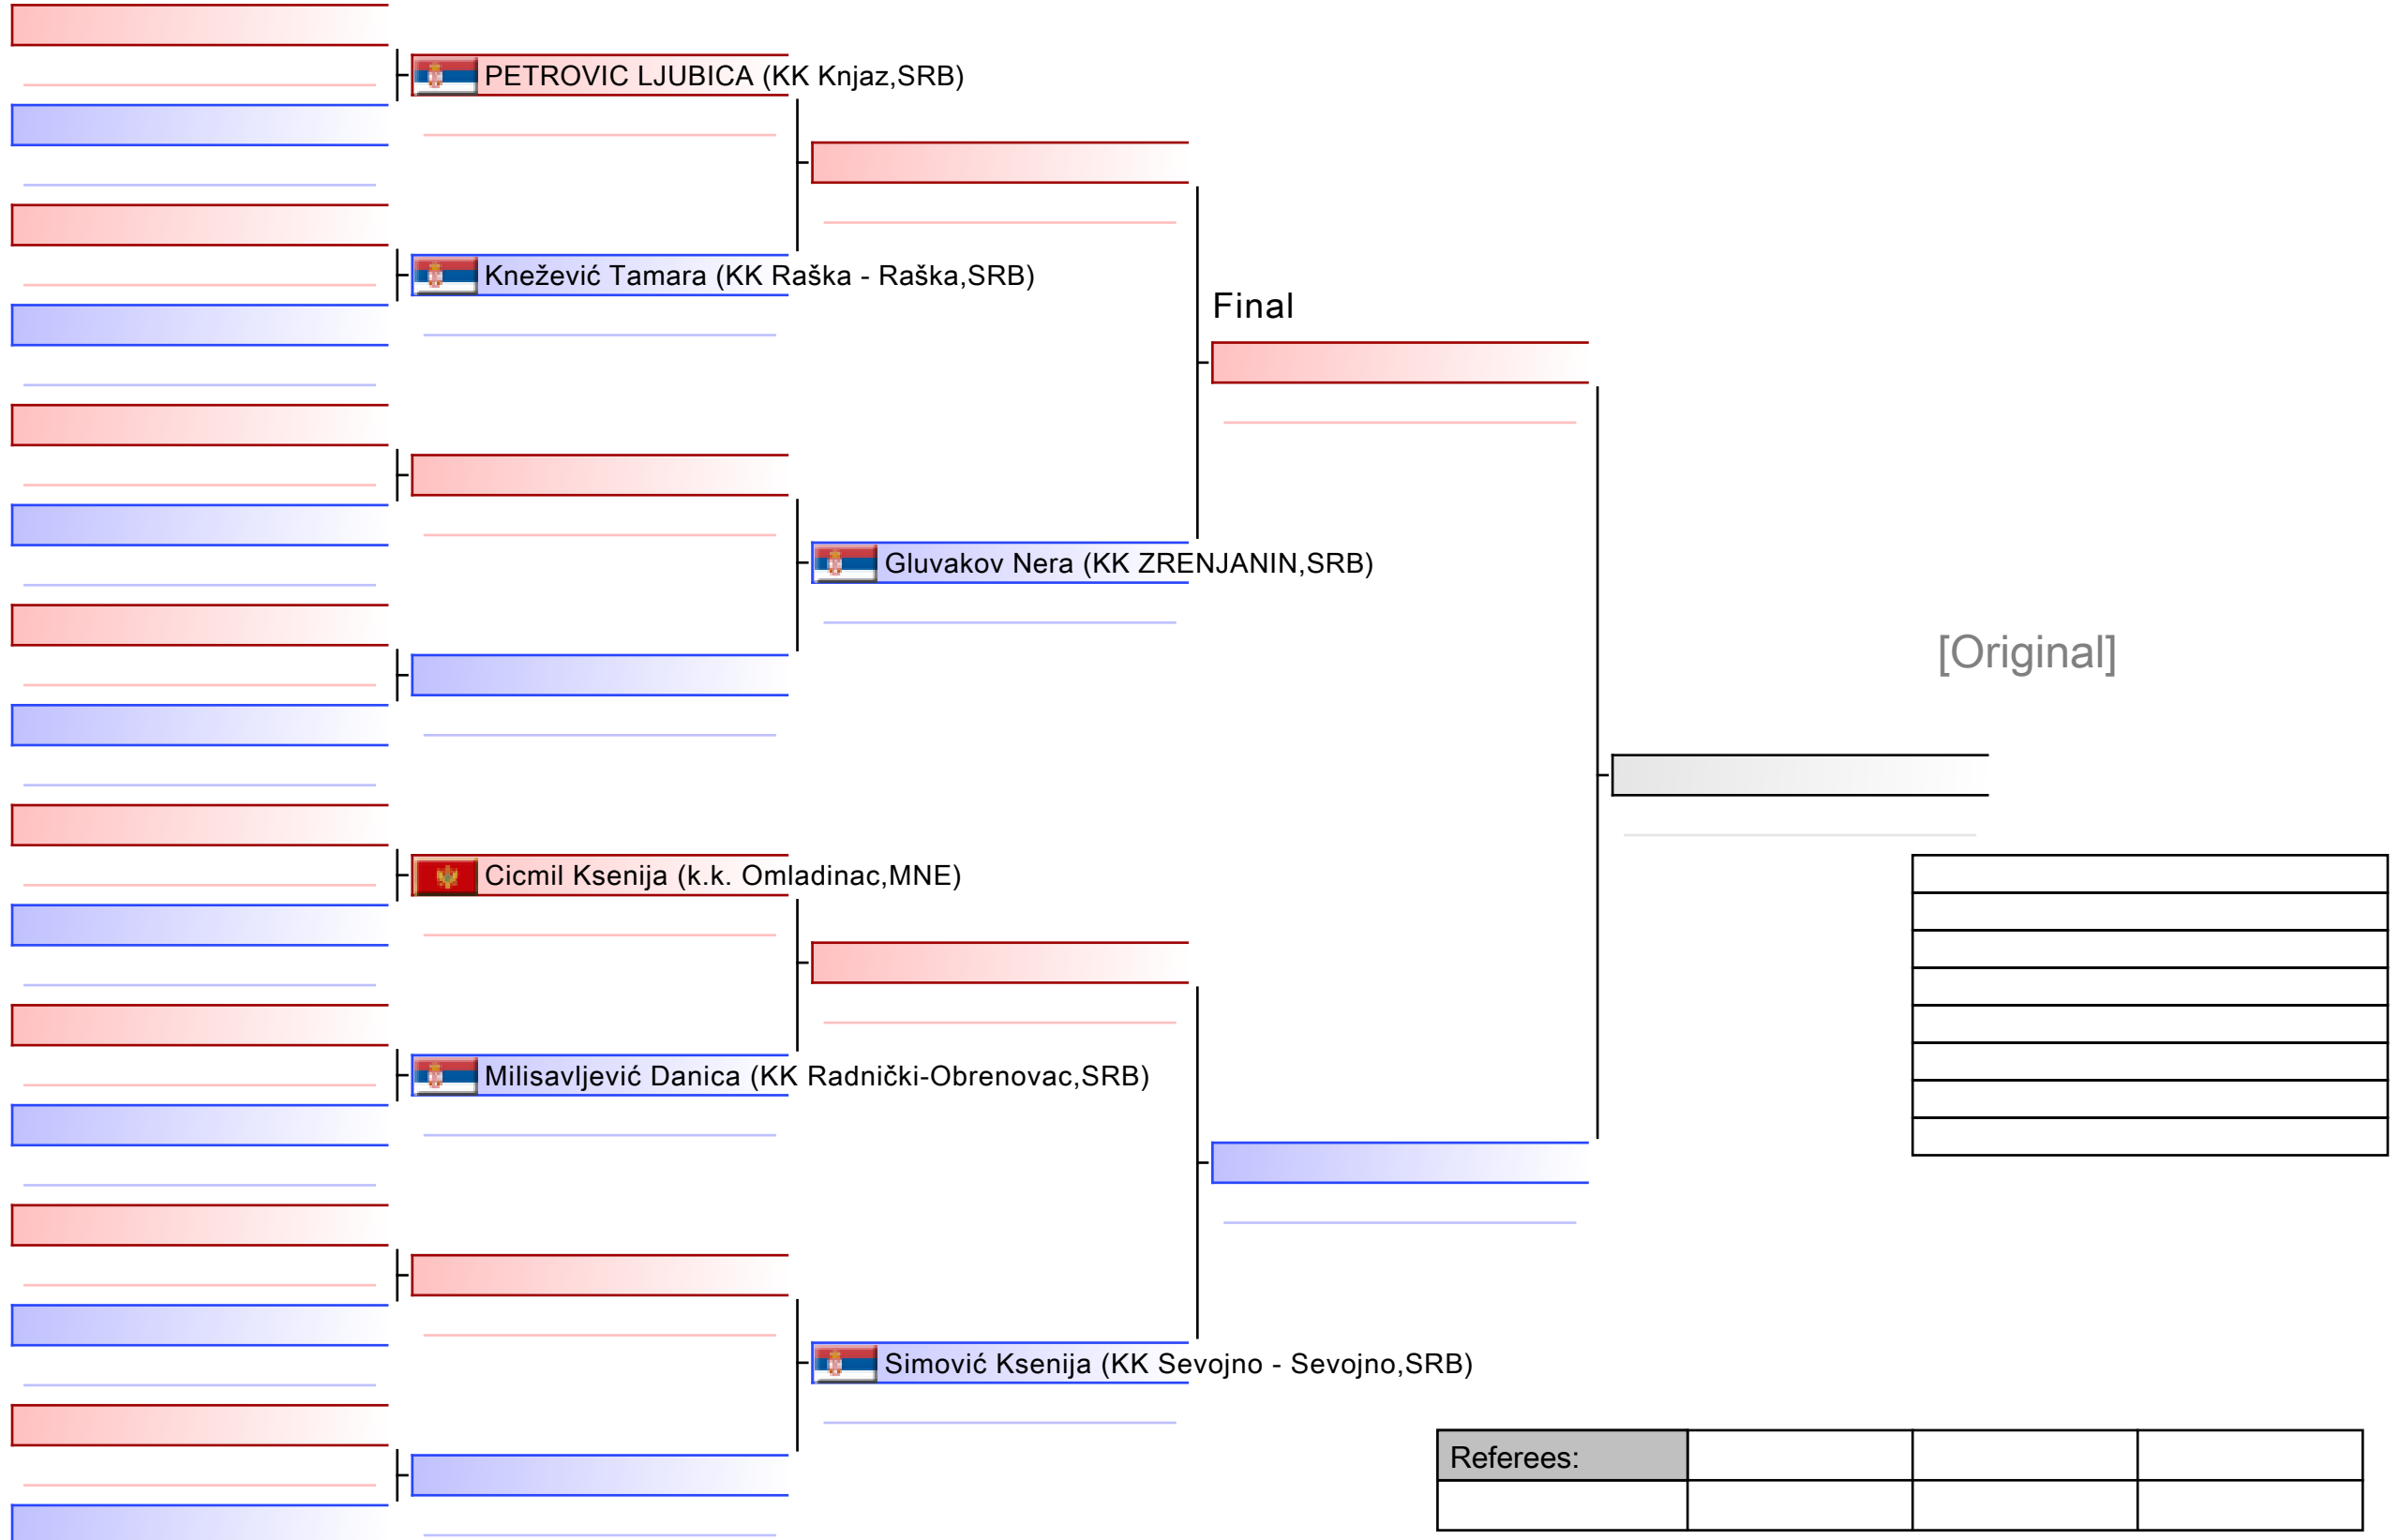 PETROVIC LJUBICA (KK Knjaz,SRB)
Knežević Tamara (KK Raška - Raška,SRB)
Final
Gluvakov Nera (KK ZRENJANIN,SRB)
[Original]
Cicmil Ksenija (k.k. Omladinac,MNE)
Milisavljević Danica (KK Radnički-Obrenovac,SRB)
Simović Ksenija (KK Sevojno - Sevojno,SRB)
Referees: